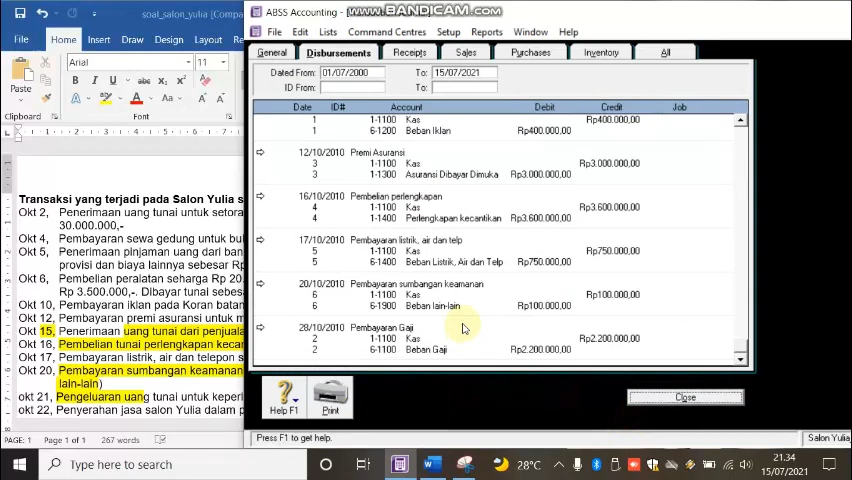 soal_salon_yulia [Compa
File Home Insert Draw Design Layout
Arial 11
Paste
B I U abc x₂ x²
Clipboard
Font
Transaksi yang terjadi pada Salon Yulia s
Okt 2, Penerimaan uang tunai untuk setora
30.000.000,-
Okt 4, Pembayaran sewa gedung untuk bu
Okt 5, Penerimaan pinjaman uang dari ban
provisi dan biaya lainnya sebesar Rp
Okt 6, Pembelian peralatan seharga Rp 20.
Rp 3.500.000,- Dibayar tunai sebesar
Okt 10, Pembayaran iklan pada Koran batan
Okt 12, Pembayaran premi asuransi untuk m
Okt 15, Penerimaan uang tunai dari penjuala
Okt 16, Pembelian tunai perlengkapan kecan
Okt 17, Pembayaran listrik, air dan telepon s
Okt 20, Pembayaran sumbangan keamanan
lain-lain)
okt 21, Pengeluaran uang tunai untuk keperl
okt 22, Penyerahan jasa salon Yulia dalam p
PAGE: 1 Page 1 of 1 267 words
ABSS Accounting - [
WWW.BANDICAM.COM
File Edit Lists Command Centres Setup Reports Window Help
General Disbursements Receipts Sales Purchases Inventory All
Dated From: 01/07/2000 To: 15/07/2021
ID From: To:
Date ID# Account Debit Credit Job
1 1-1100 Kas Rp400.000,00
1 6-1200 Beban Iklan Rp400.000,00
12/10/2010 Premi Asuransi
3 1-1100 Kas Rp3.000.000,00
3 1-1300 Asuransi Dibayar Dimuka Rp3.000.000,00
16/10/2010 Pembelian perlengkapan
4 1-1100 Kas Rp3.600.000,00
4 1-1400 Perlengkapan kecantikan Rp3.600.000,00
17/10/2010 Pembayaran listrik, air dan telp
5 1-1100 Kas Rp750.000,00
5 6-1400 Beban Listrik, Air dan Telp Rp750.000,00
20/10/2010 Pembayaran sumbangan keamanan
6 1-1100 Kas Rp100.000,00
6 6-1900 Beban lain-lain Rp100.000,00
28/10/2010 Pembayaran Gaji
2 1-1100 Kas Rp2.200.000,00
2 6-1100 Beban Gaji Rp2.200.000,00
Help F1 Print Close
Press F1 to get help. Salon Yulia,
Type here to search 28°C 21.34
15/07/2021